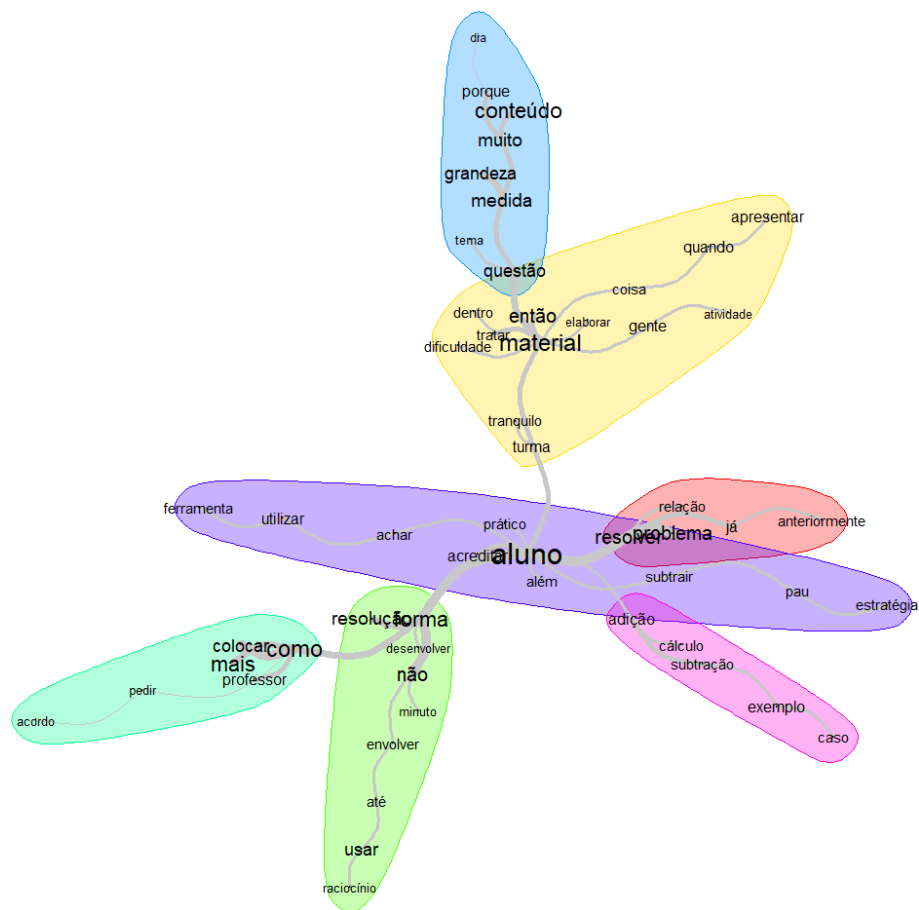 dia
porque
conteúdo
muito
grandeza
medida
tema
questão
apresentar
quando
coisa
dentro
então
elaborar
gente
atividade
tratar
dificuldade
material
tranquilo
turma
ferramenta
utilizar
achar
prático
relação
já
anteriormente
resolver
problema
acreditar
aluno
além
subtrair
pau
estratégia
adição
cálculo
subtração
exemplo
caso
resolução
forma
desenvolver
não
minuto
envolver
até
usar
raciocínio
colocar
como
mais
professor
pedir
acordo